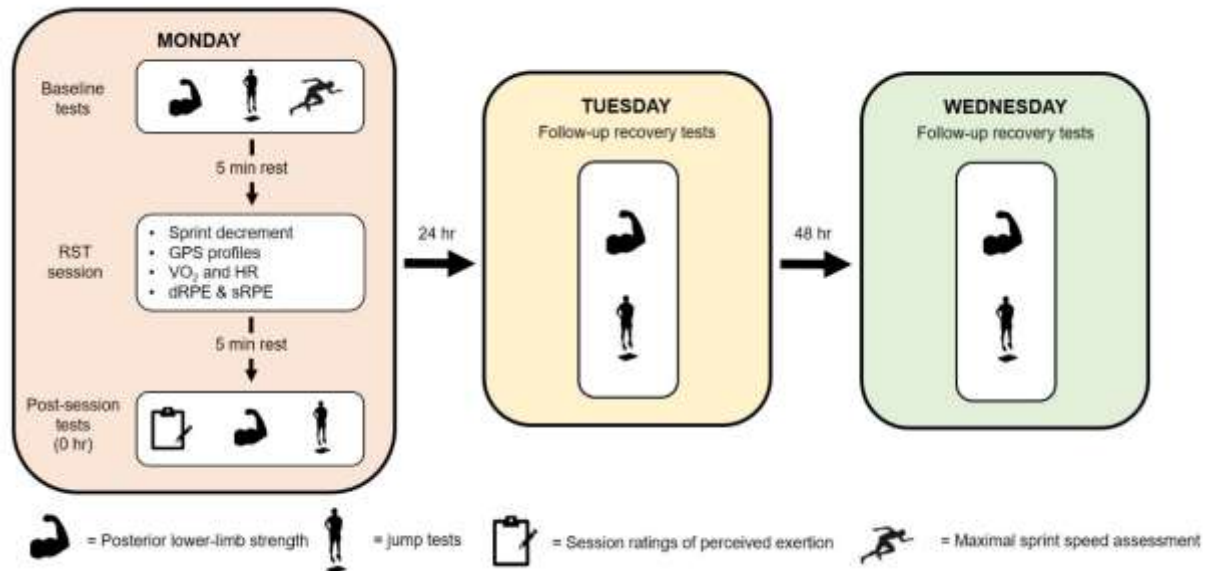 MONDAY
Baseline
tests
5 min rest
RST
session
• Sprint decrement
• GPS profiles
• VO₂ and HR
• dRPE & sRPE
5 min rest
Post-session
tests
(0 hr)
24 hr
TUESDAY
Follow-up recovery tests
48 hr
WEDNESDAY
Follow-up recovery tests
= Posterior lower-limb strength
= jump tests
= Session ratings of perceived exertion
= Maximal sprint speed assessment